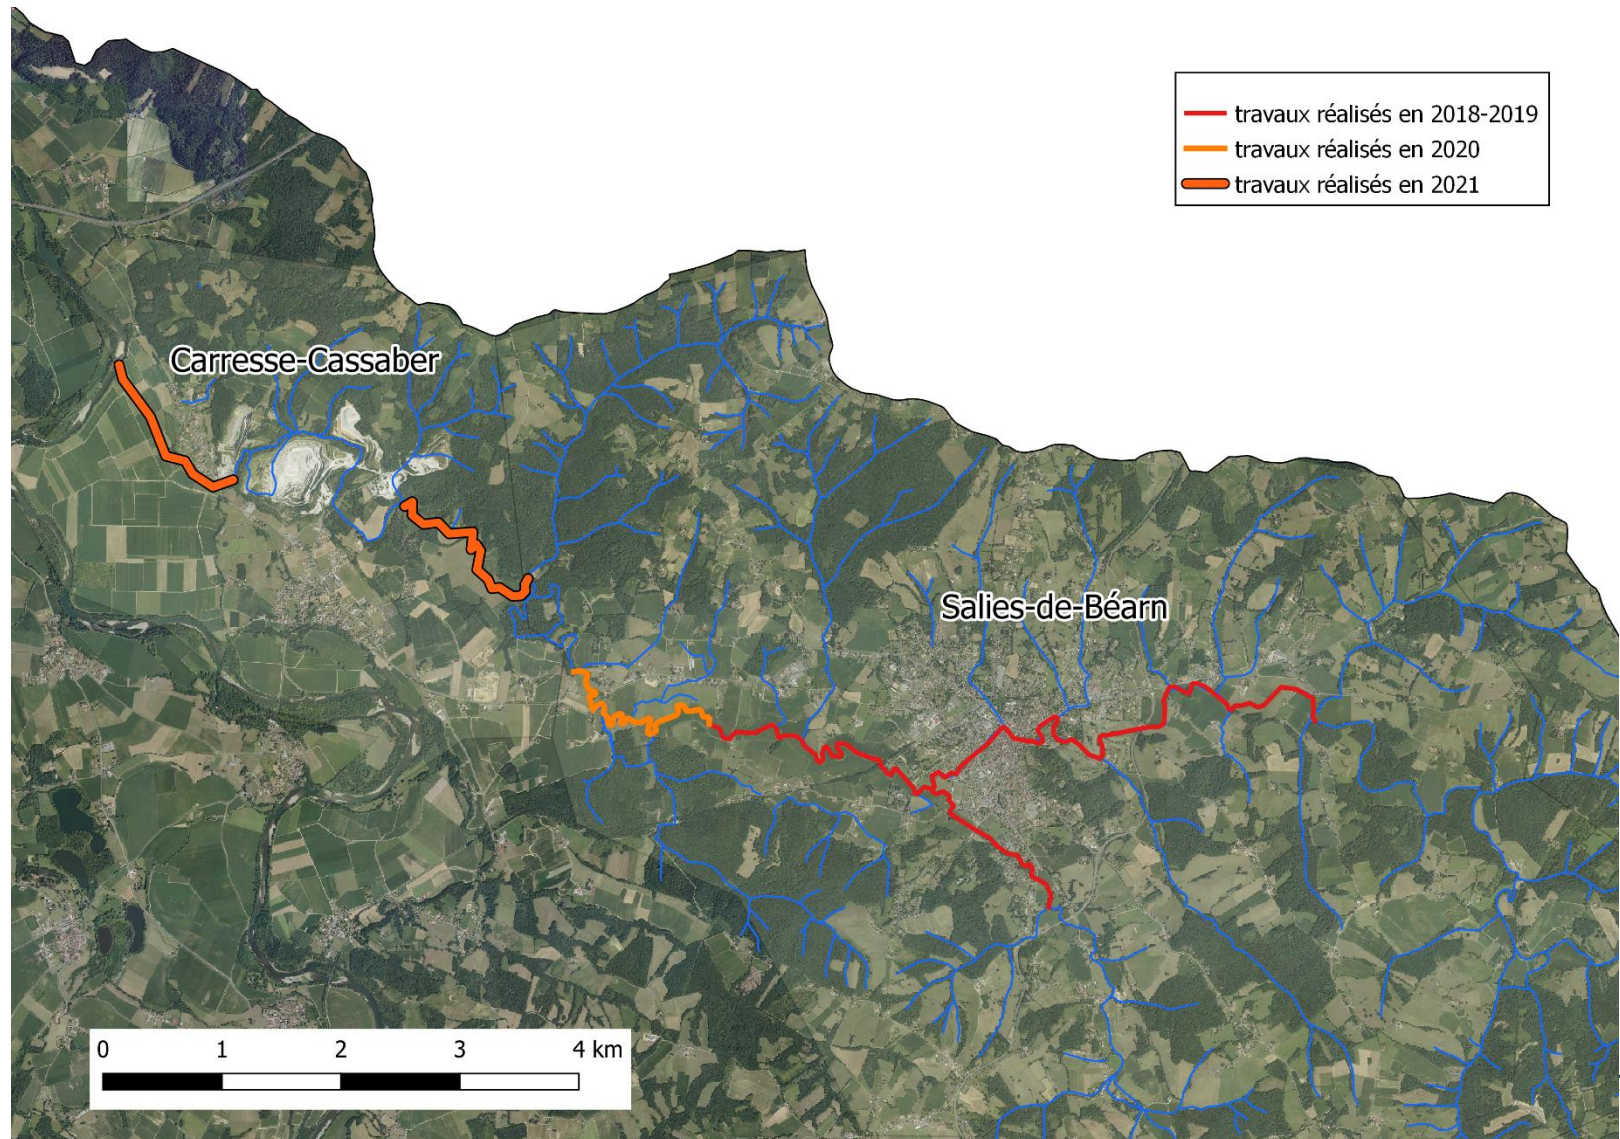 travaux réalisés en 2018-2019
travaux réalisés en 2020
travaux réalisés en 2021
Carresse-Cassaber
Salies-de-Béarn
0 1 2 3 4 km